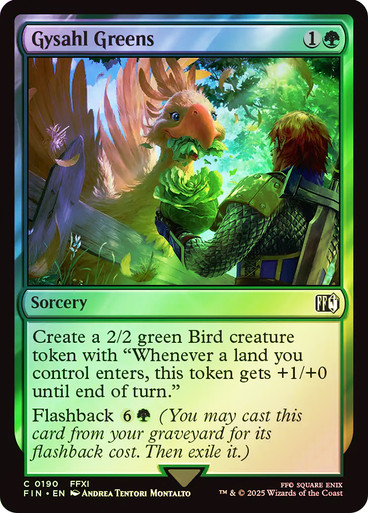 Gysahl Greens 1
Sorcery
Create a 2/2 green Bird creature
token with “Whenever a land you
control enters, this token gets +1/+0
until end of turn.”
Flashback 6 (You may cast this
card from your graveyard for its
flashback cost. Then exile it.)
C 0190 FFXI
FIN • EN Andrea Tentori Montalto
FF© SQUARE ENIX
™ & © 2025 Wizards of the Coast